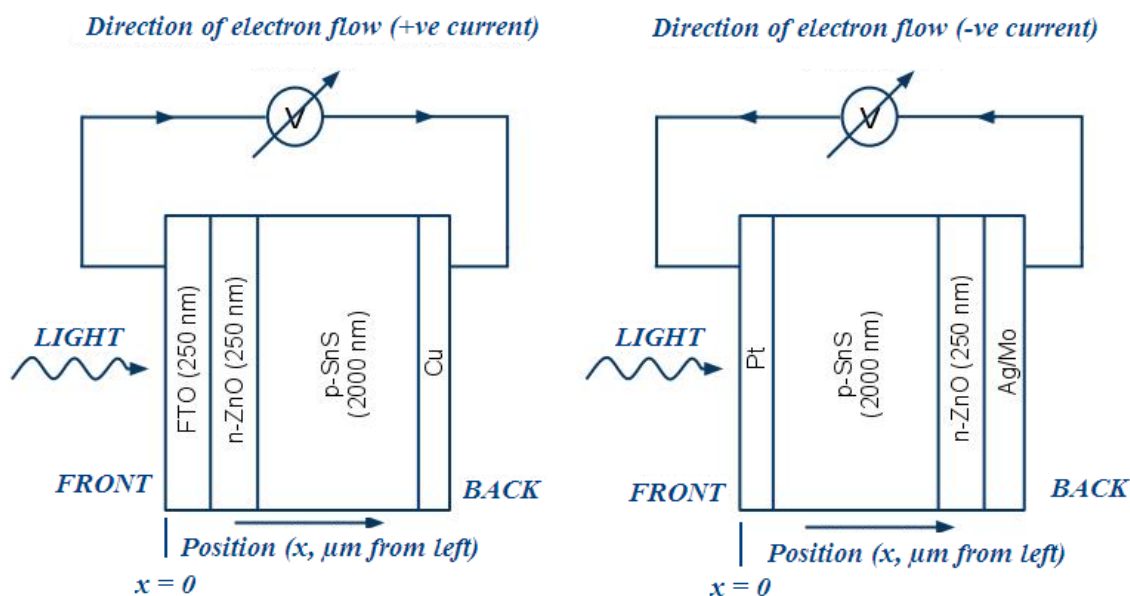 Direction of electron flow (+ve current)
V
LIGHT
FTO (250 nm)
n-ZnO (250 nm)
p-SnS
(2000 nm)
Cu
FRONT
BACK
Position (x, µm from left)
x = 0
Direction of electron flow (-ve current)
V
LIGHT
Pt
p-SnS
(2000 nm)
n-ZnO (250 nm)
Ag/Mo
FRONT
BACK
Position (x, µm from left)
x = 0